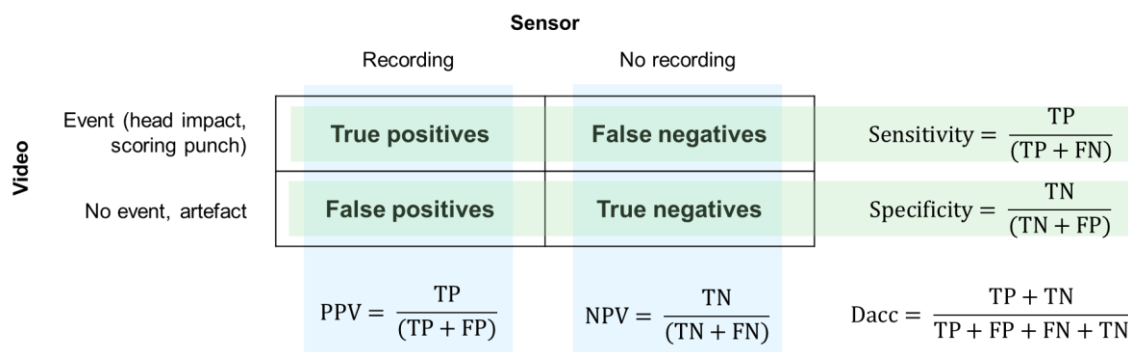 Sensor
Recording
No recording
Video
Event (head impact,
scoring punch)
True positives
False negatives
Sensitivity = TP / (TP + FN)
No event, artefact
False positives
True negatives
Specificity = TN / (TN + FP)
PPV = TP / (TP + FP)
NPV = TN / (TN + FN)
Dacc = TP + TN / TP + FP + FN + TN